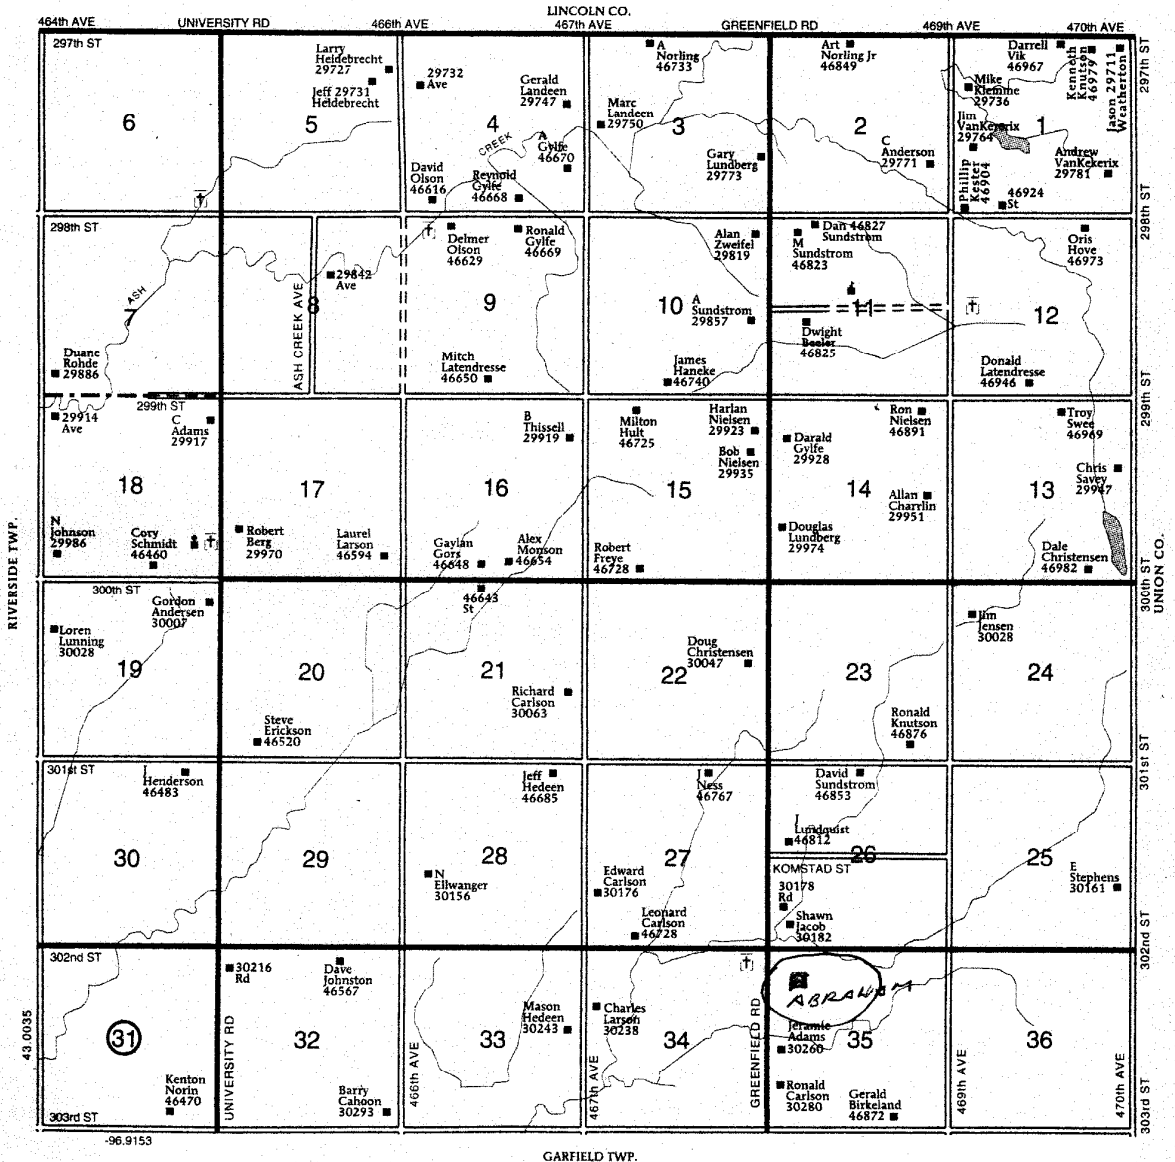 LINCOLN CO.
464th AVE
UNIVERSITY RD
466th AVE
467th AVE
GREENFIELD RD
469th AVE
470th AVE
297th ST
297th ST
6
Larry
Heidebrecht
29727
Jeff 29731
Heidebrecht
5
29732
Ave
Gerald
Landeen
29747
4
CREEK
A
Gylfe
46670
David
Olson
46616
Reynold
Gylfe
46668
A
Norling
46733
Marc
Landeen
29750
3
Gary
Lundberg
29773
Art
Norling Jr
46849
2
C
Anderson
29771
Darrell
Vik
46967
Kenneth
Knutson
46979
Jason 29711
Weatherton
Mike
Klemme
29736
Jim
VanKekerix
29764
1
Andrew
VanKekerix
29781
Phillip
Kester
46904
46924
St
298th ST
298th ST
ASH
7
Duane
Rohde
29886
ASH CREEK AVE
8
29842
Ave
Delmer
Olson
46629
Ronald
Gylfe
46669
9
Mitch
Latendresse
46650
Alan
Zweifel
29819
10
A
Sundstrom
29857
James
Haneke
46740
Dan 46827
Sundstrom
M
Sundstrom
46823
11
Dwight
Beeler
46825
Oris
Hove
46973
12
Donald
Latendresse
46946
299th ST
299th ST
29914
Ave
C
Adams
29917
18
N
Johnson
29986
Cory
Schmidt
46460
17
Robert
Berg
29970
Laurel
Larson
46594
B
Thissell
29919
16
Gaylan
Gors
46648
Alex
Monson
46654
Milton
Hult
46725
Harlan
Nielsen
29923
Bob
Nielsen
29935
15
Robert
Freye
46728
Darald
Gylfe
29928
Ron
Nielsen
46891
14
Allan
Charrlin
29951
Douglas
Lundberg
29974
Troy
Swee
46969
Chris
Savey
29947
13
Dale
Christensen
46982
RIVERSIDE TWP.
UNION CO.
300th ST
300th ST
Gordon
Andersen
30007
Loren
Lunning
30028
19
20
Steve
Erickson
46520
46643
St
21
Richard
Carlson
30063
Doug
Christensen
30047
22
23
Ronald
Knutson
46876
Jim
Jensen
30028
24
301st ST
301st ST
J
Henderson
46483
30
29
Jeff
Hedeen
46685
28
N
Ellwanger
30156
J
Ness
46767
27
Edward
Carlson
30176
Leonard
Carlson
46728
David
Sundstrom
46853
J
Lundquist
46812
26
KOMSTAD ST
30178
Rd
Shawn
Jacob
30182
25
E
Stephens
30161
302nd ST
302nd ST
43.0035
31
Kenton
Norin
46470
UNIVERSITY RD
30216
Rd
Dave
Johnston
46567
32
Barry
Cahoon
30293
466th AVE
33
Mason
Hedeen
30243
467th AVE
Charles
Larson
30238
34
GREENFIELD RD
ABRAHAM
Jeramie
Adams
30260
35
Ronald
Carlson
30280
Gerald
Birkeland
46872
469th AVE
36
470th AVE
303rd ST
303rd ST
-96.9153
GARFIELD TWP.